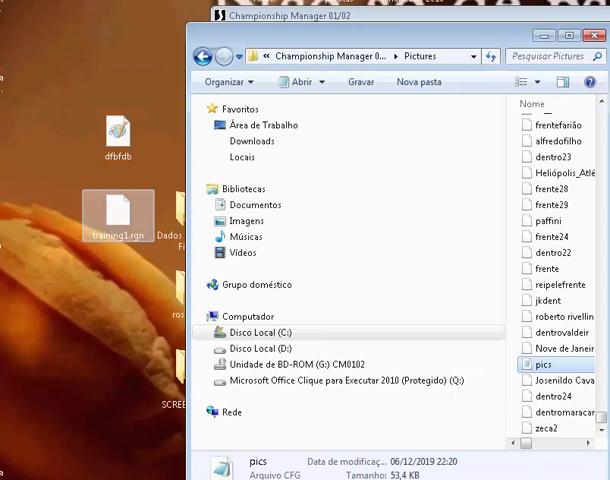 Championship Manager 01/02
Championship Manager 0...
Pictures
Pesquisar Pictures
Organizar
Abrir
Gravar
Nova pasta
dfbfdb
training1.rgn
Dados
Fi
ros
SCREE
Favoritos
Área de Trabalho
Downloads
Locais
Bibliotecas
Documentos
Imagens
Músicas
Vídeos
Grupo doméstico
Computador
Disco Local (C:)
Disco Local (D:)
Unidade de BD-ROM (G:) CM0102
Microsoft Office Clique para Executar 2010 (Protegido) (Q:)
Rede
Nome
frentefarião
alfredofilho
dentro23
Heliópolis_Atlé
frente28
frente29
paffini
frente24
dentro22
frente
reipelefrente
jkdent
roberto rivellin
dentrovaldeir
Nove de Janeir
pics
Josenildo Cava
dentro24
dentromaracar
zeca2
pics
Data de modificaç...
06/12/2019 22:20
Arquivo CFG
Tamanho:
53,4 KB